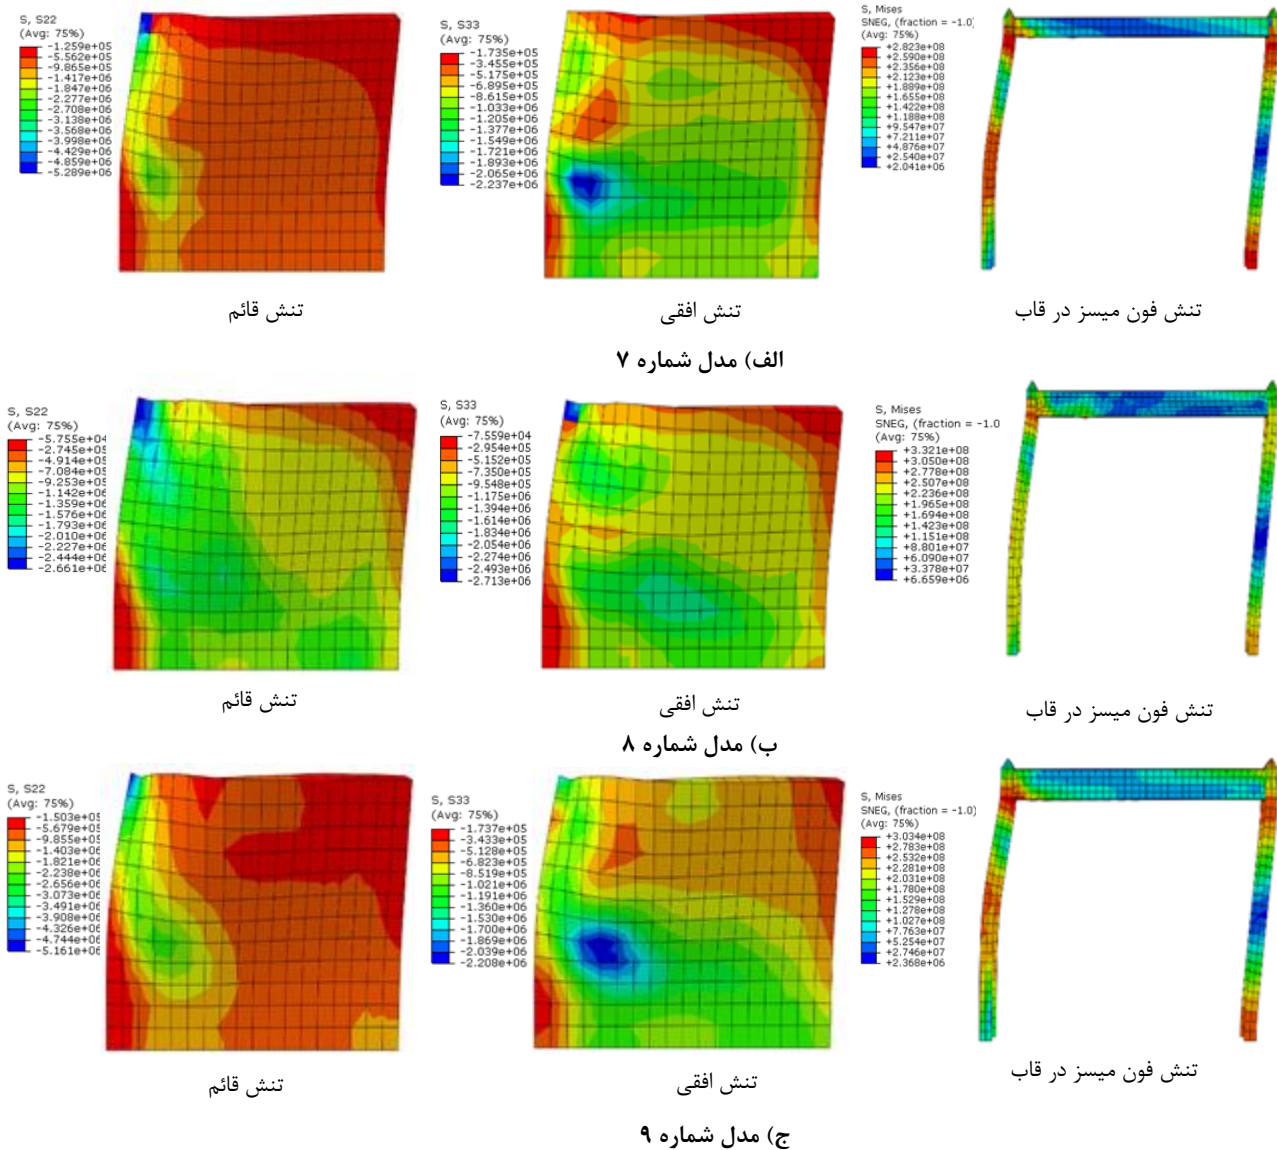 S, S22
(Avg: 75%)
-1.259e+05
-5.562e+05
-9.865e+05
-1.417e+06
-1.847e+06
-2.277e+06
-2.708e+06
-3.138e+06
-3.568e+06
-3.998e+06
-4.429e+06
-4.859e+06
-5.289e+06
S, S33
(Avg: 75%)
-1.735e+05
-3.455e+05
-5.175e+05
-6.895e+05
-8.615e+05
-1.033e+06
-1.205e+06
-1.377e+06
-1.549e+06
-1.721e+06
-1.893e+06
-2.065e+06
-2.237e+06
S, Mises
SNEG, (fraction = -1.0)
(Avg: 75%)
+2.823e+08
+2.590e+08
+2.356e+08
+2.123e+08
+1.889e+08
+1.655e+08
+1.422e+08
+1.188e+08
+9.547e+07
+7.211e+07
+4.876e+07
+2.540e+07
+2.041e+06
تنش قائم
تنش افقی
تنش فون میسز در قاب
الف) مدل شماره ۷
S, S22
(Avg: 75%)
-5.755e+04
-2.745e+05
-4.914e+05
-7.084e+05
-9.253e+05
-1.142e+06
-1.359e+06
-1.576e+06
-1.793e+06
-2.010e+06
-2.227e+06
-2.444e+06
-2.661e+06
S, S33
(Avg: 75%)
-7.559e+04
-2.954e+05
-5.152e+05
-7.350e+05
-9.548e+05
-1.175e+06
-1.394e+06
-1.614e+06
-1.834e+06
-2.054e+06
-2.274e+06
-2.493e+06
-2.713e+06
S, Mises
SNEG, (fraction = -1.0
(Avg: 75%)
+3.321e+08
+3.050e+08
+2.778e+08
+2.507e+08
+2.236e+08
+1.965e+08
+1.694e+08
+1.423e+08
+1.151e+08
+8.801e+07
+6.090e+07
+3.378e+07
+6.659e+06
تنش قائم
تنش افقی
تنش فون میسز در قاب
ب) مدل شماره ۸
S, S22
(Avg: 75%)
-1.503e+05
-5.679e+05
-9.855e+05
-1.403e+06
-1.821e+06
-2.238e+06
-2.656e+06
-3.073e+06
-3.491e+06
-3.908e+06
-4.326e+06
-4.744e+06
-5.161e+06
S, S33
(Avg: 75%)
-1.737e+05
-3.433e+05
-5.128e+05
-6.823e+05
-8.519e+05
-1.021e+06
-1.191e+06
-1.360e+06
-1.530e+06
-1.700e+06
-1.869e+06
-2.039e+06
-2.208e+06
S, Mises
SNEG, (fraction = -1.0)
(Avg: 75%)
+3.034e+08
+2.783e+08
+2.532e+08
+2.281e+08
+2.031e+08
+1.780e+08
+1.529e+08
+1.278e+08
+1.027e+08
+7.763e+07
+5.254e+07
+2.746e+07
+2.368e+06
تنش قائم
تنش افقی
تنش فون میسز در قاب
ج) مدل شماره ۹